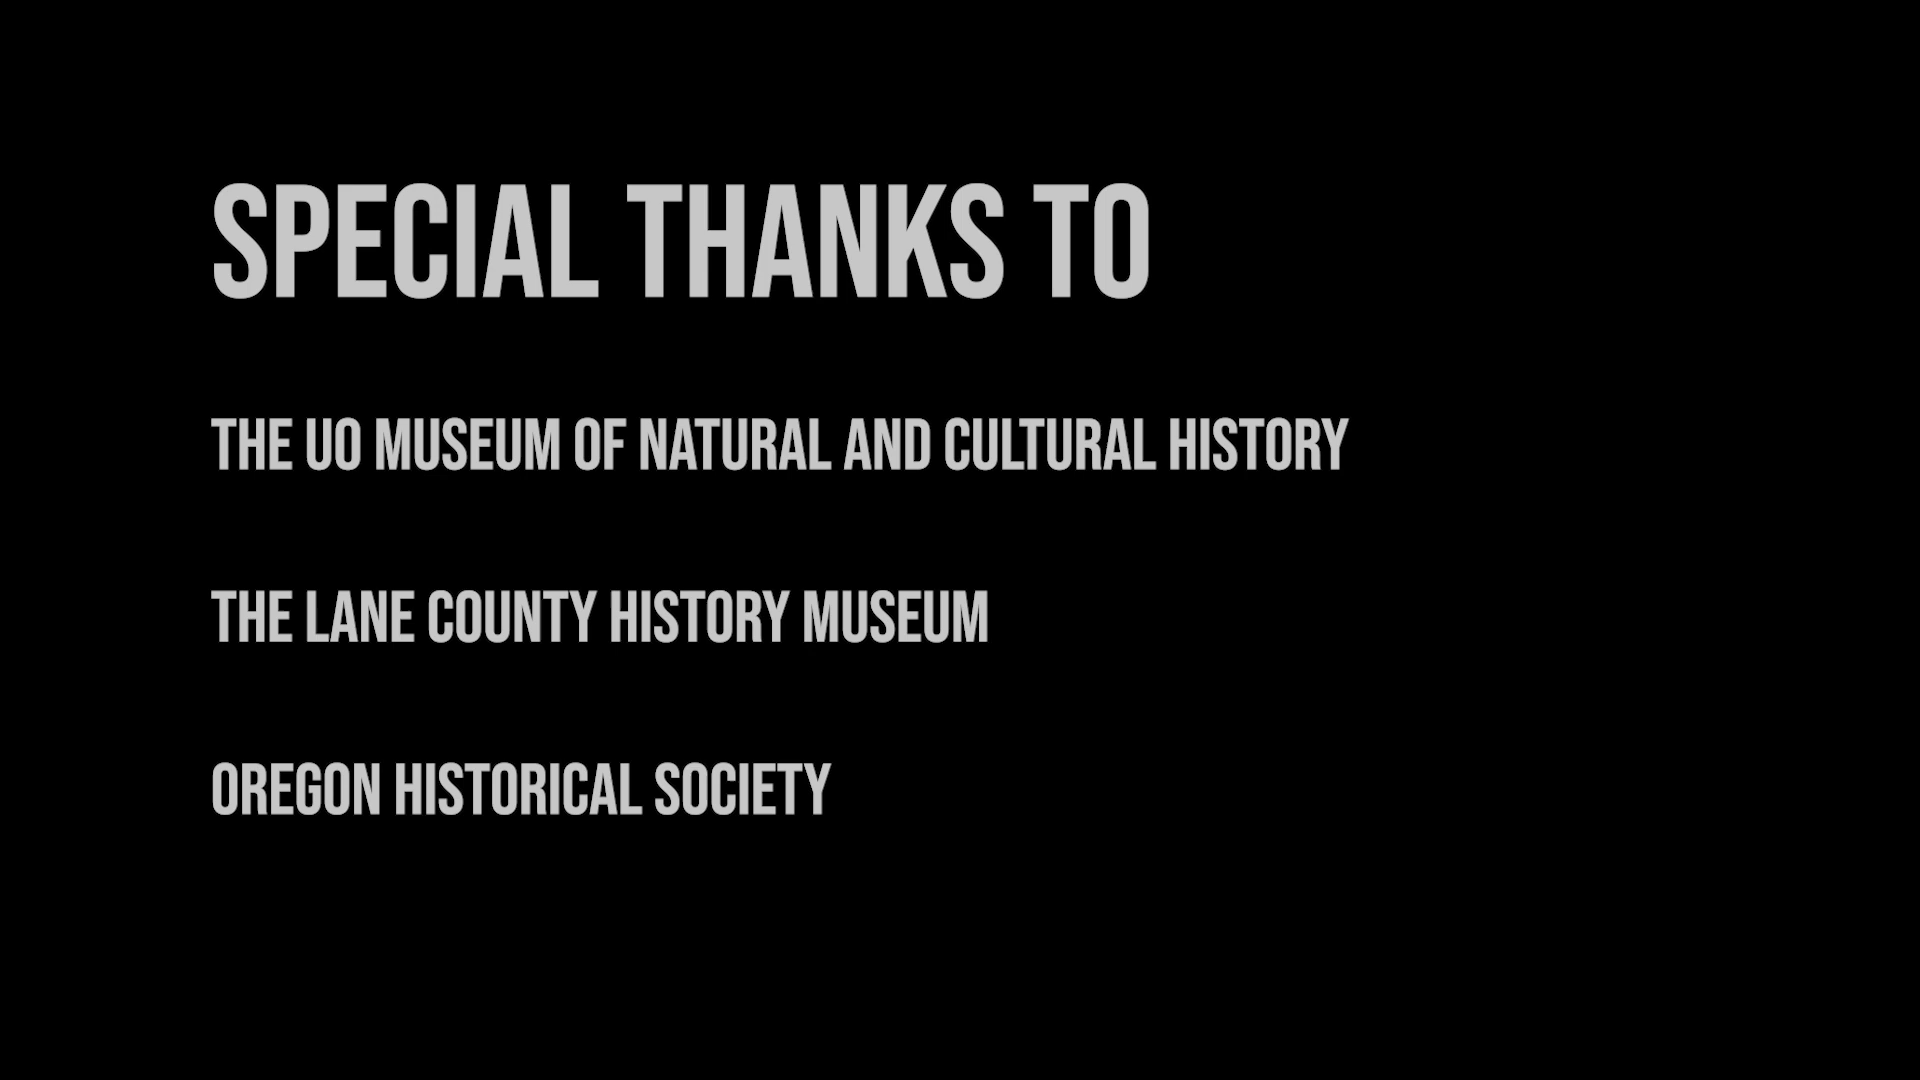 SPECIAL THANKS TO
THE UO MUSEUM OF NATURAL AND CULTURAL HISTORY
THE LANE COUNTY HISTORY MUSEUM
OREGON HISTORICAL SOCIETY